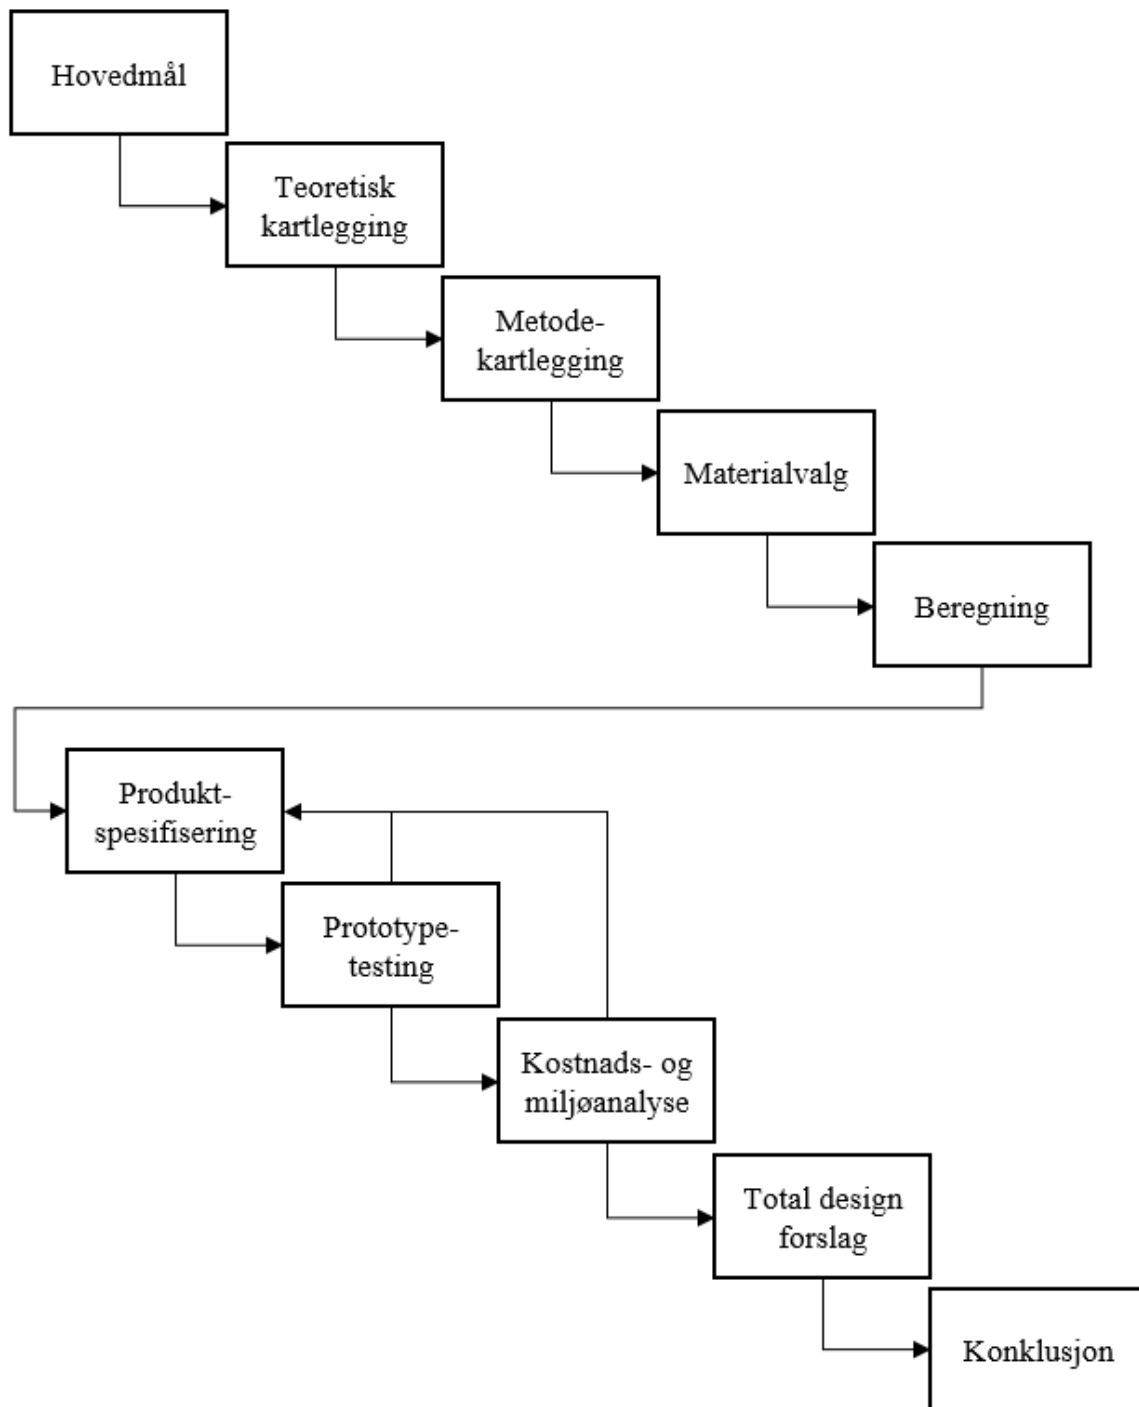 Hovedmål
Teoretisk
kartlegging
Metode-
kartlegging
Materialvalg
Beregning
Produkt-
spesifisering
Prototype-
testing
Kostnads- og
miljøanalyse
Total design
forslag
Konklusjon